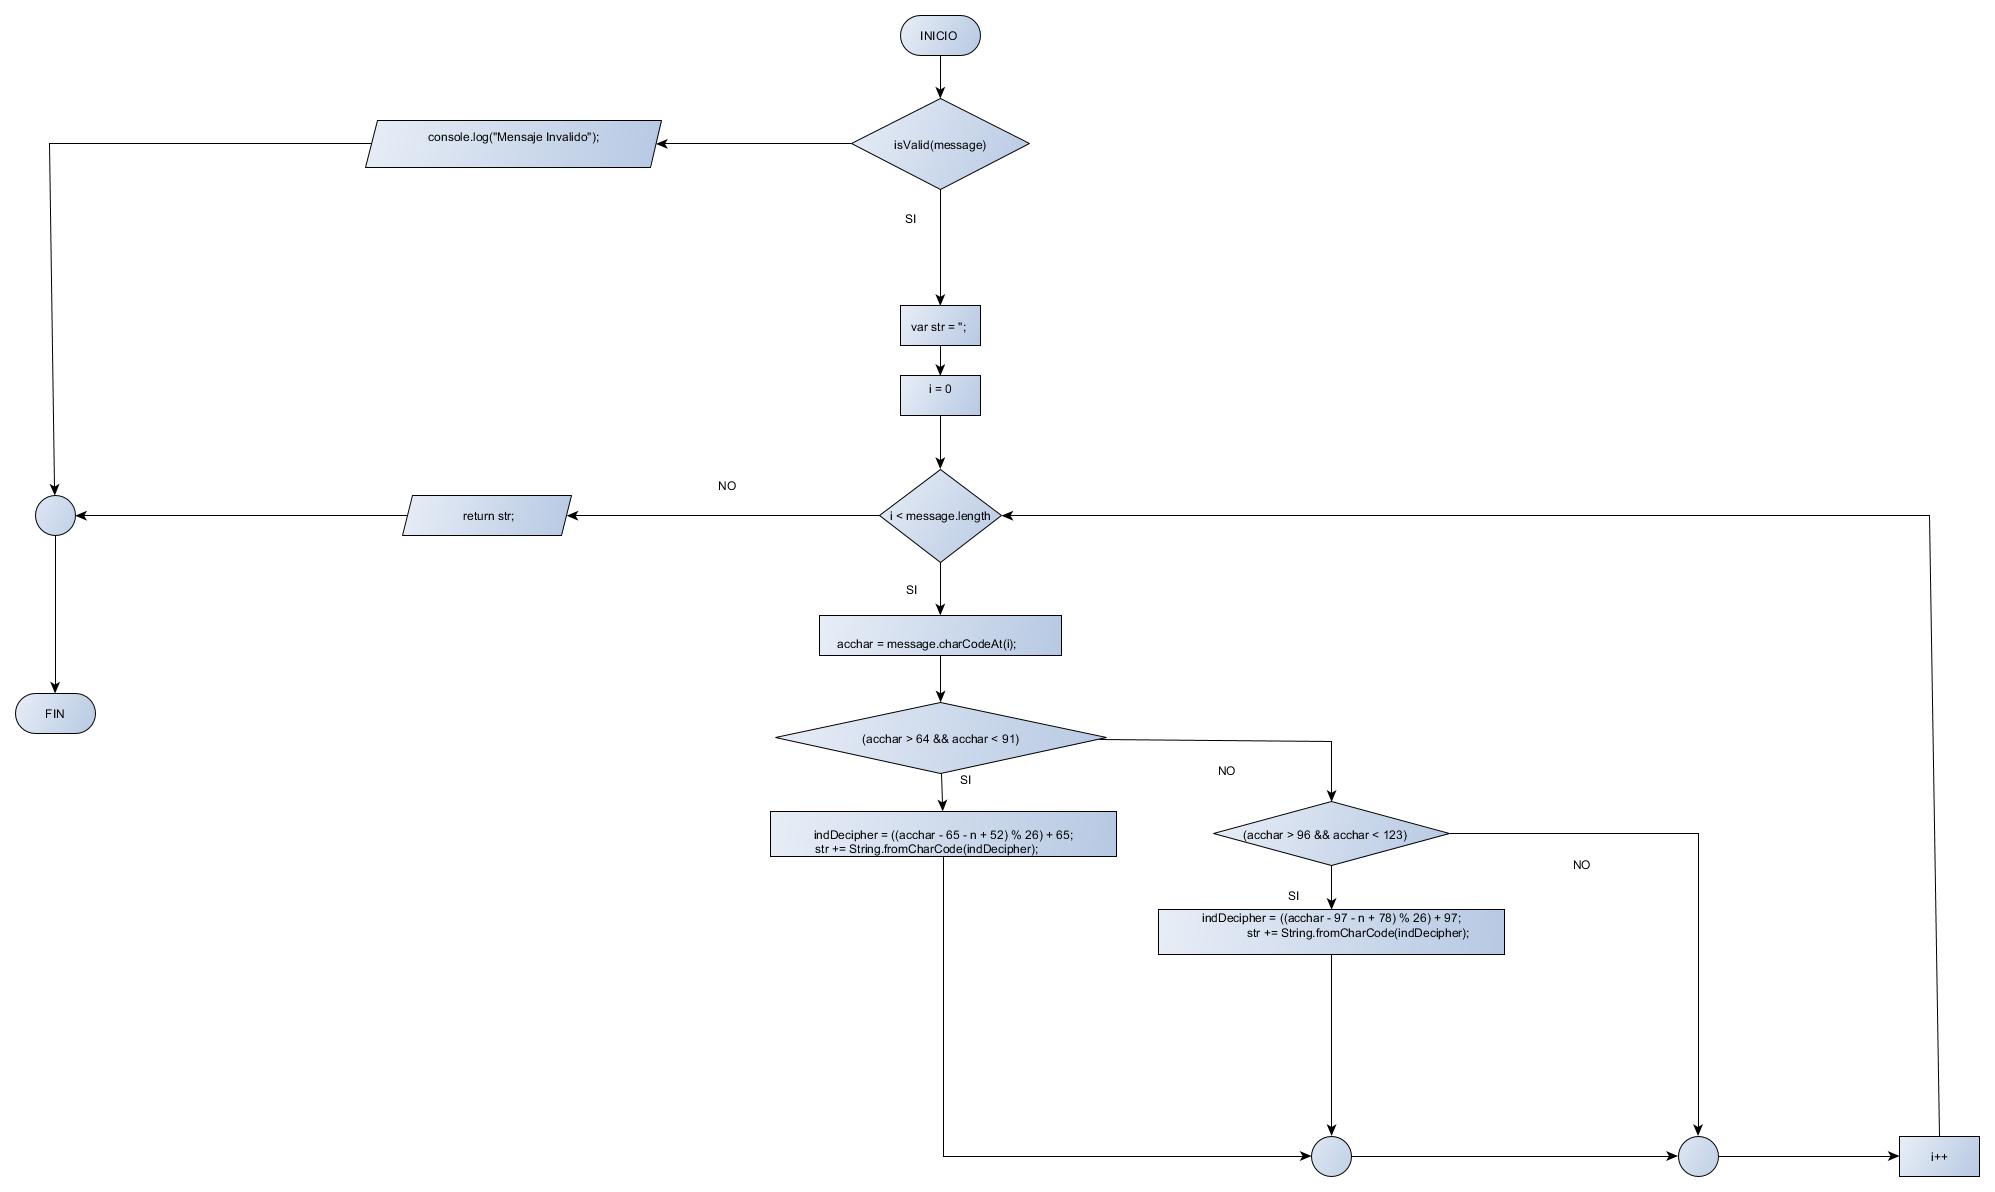 INICIO
console.log("Mensaje Invalido");
isValid(message)
SI
var str = '';
i = 0
NO
return str;
i < message.length
SI
acchar = message.charCodeAt(i);
FIN
(acchar > 64 && acchar < 91)
NO
SI
indDecipher = ((acchar - 65 - n + 52) % 26) + 65;
str += String.fromCharCode(indDecipher);
(acchar > 96 && acchar < 123)
NO
SI
indDecipher = ((acchar - 97 - n + 78) % 26) + 97;
str += String.fromCharCode(indDecipher);
i++